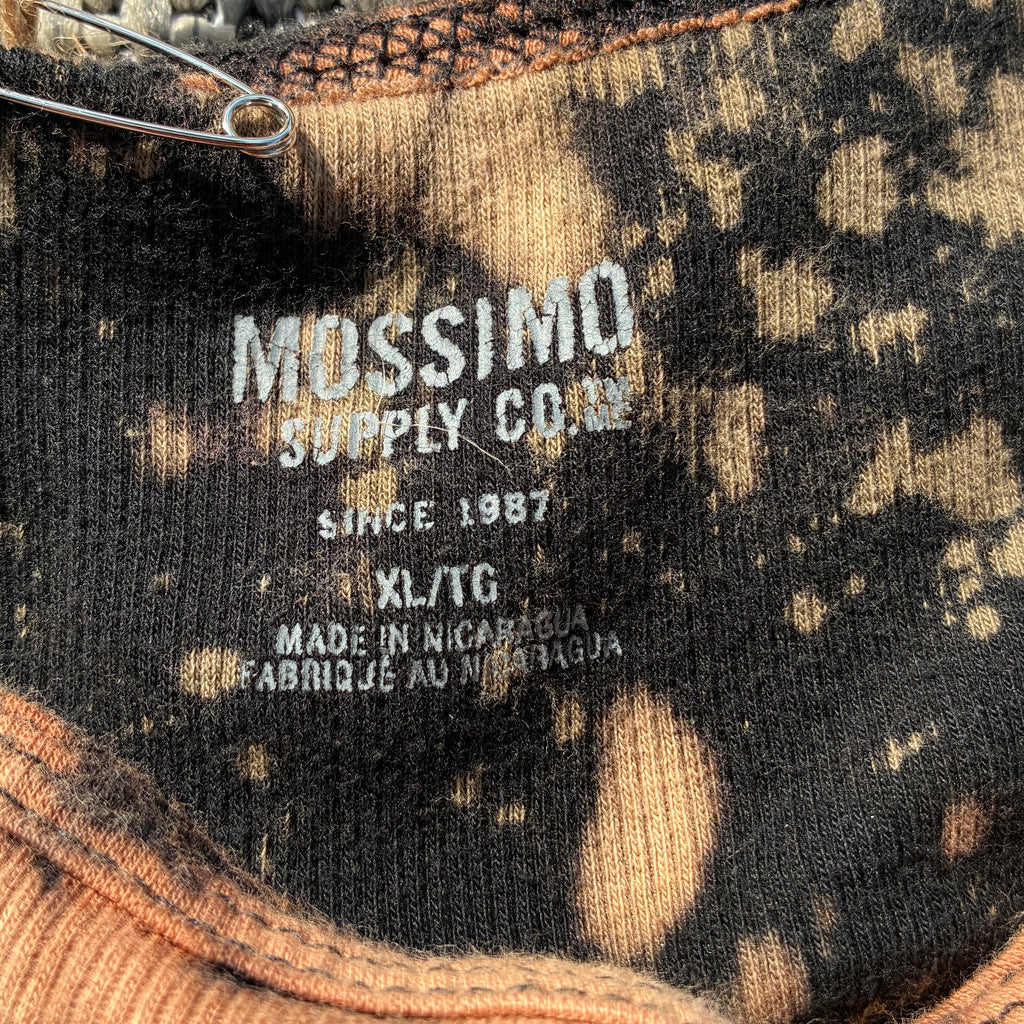 MOSSIMO
SUPPLY CO.
SINCE 1987
XL/TG
MADE IN NICARAGUA
FABRIQUÉ AU NICARAGUA